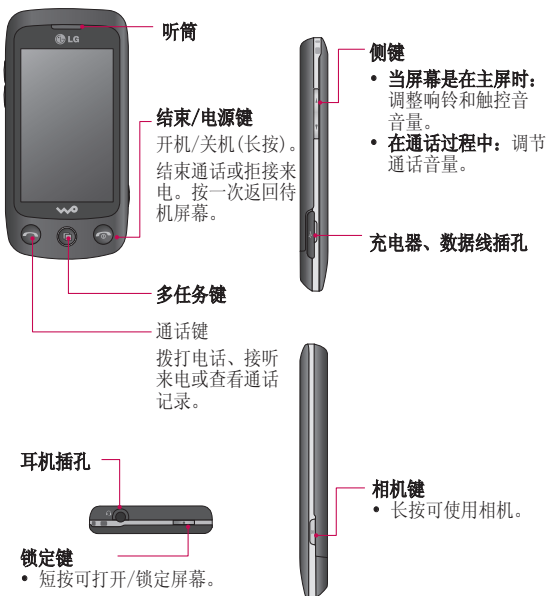 听筒
LG
结束/电源键
开机/关机(长按)。
结束通话或拒接来
电。按一次返回待
机屏幕。
多任务键
通话键
拨打电话、接听
来电或查看通话
记录。
侧键
• 当屏幕是在主屏时:
调整响铃和触控音
音量。
• 在通话过程中: 调节
通话音量。
充电器、数据线插孔
耳机插孔
锁定键
• 短按可打开/锁定屏幕。
相机键
• 长按可使用相机。